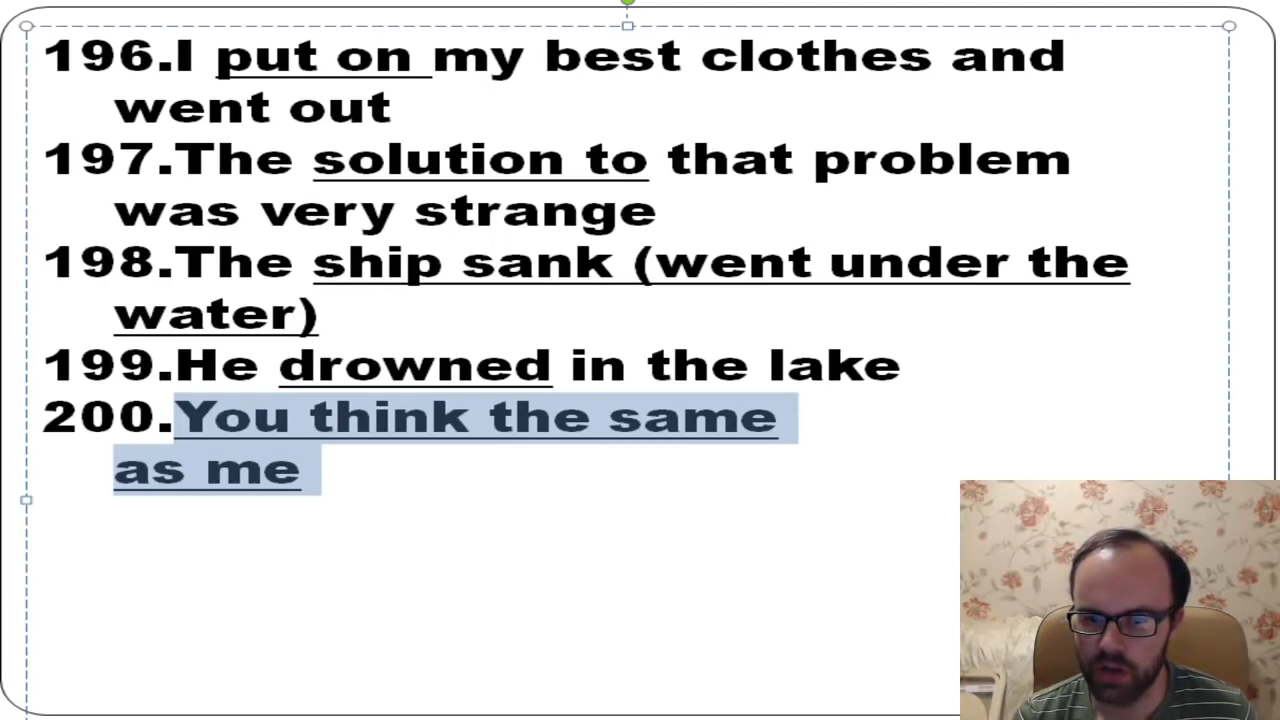 196.I put on my best clothes and
went out
197.The solution to that problem
was very strange
198.The ship sank (went under the
water)
199.He drowned in the lake
200.You think the same
as me